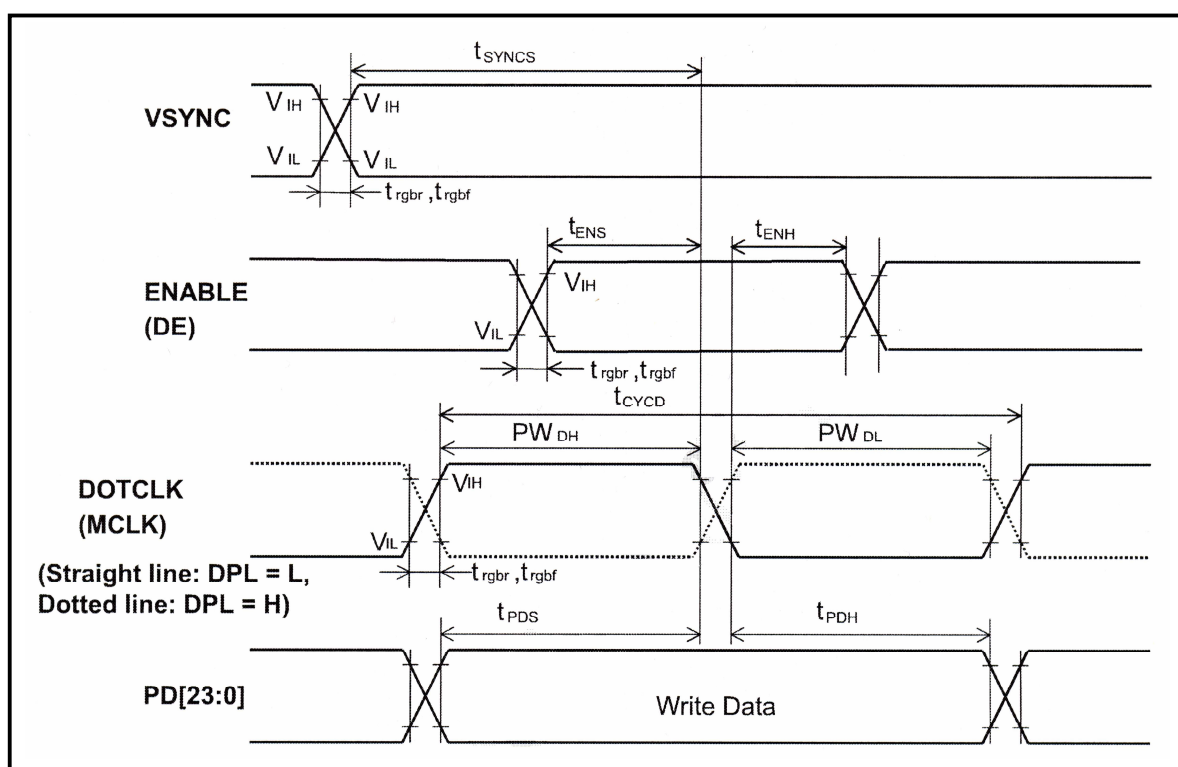 tSYNCS
VSYNC
VIH VIH
VIL VIL
trgbr ,trgbf
tENS tENH
ENABLE
(DE)
VIH
VIL
trgbr ,trgbf
tCYCD
PWDH PWDL
DOTCLK
(MCLK)
VIH
VIL
(Straight line: DPL = L,
Dotted line: DPL = H)
trgbr ,trgbf
tPDS tPDH
PD[23:0]
Write Data